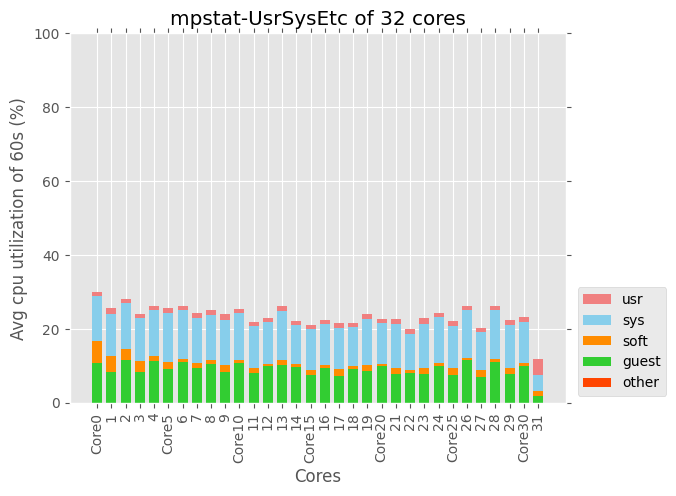 mpstat-UsrSysEtc of 32 cores
Avg cpu utilization of 60s (%)
100
80
60
40
20
0
usr
sys
soft
guest
other
Core0
1
2
3
4
Core5
6
7
8
9
Core10
11
12
13
14
Core15
16
17
18
19
Core20
21
22
23
24
Core25
26
27
28
29
Core30
31
Cores